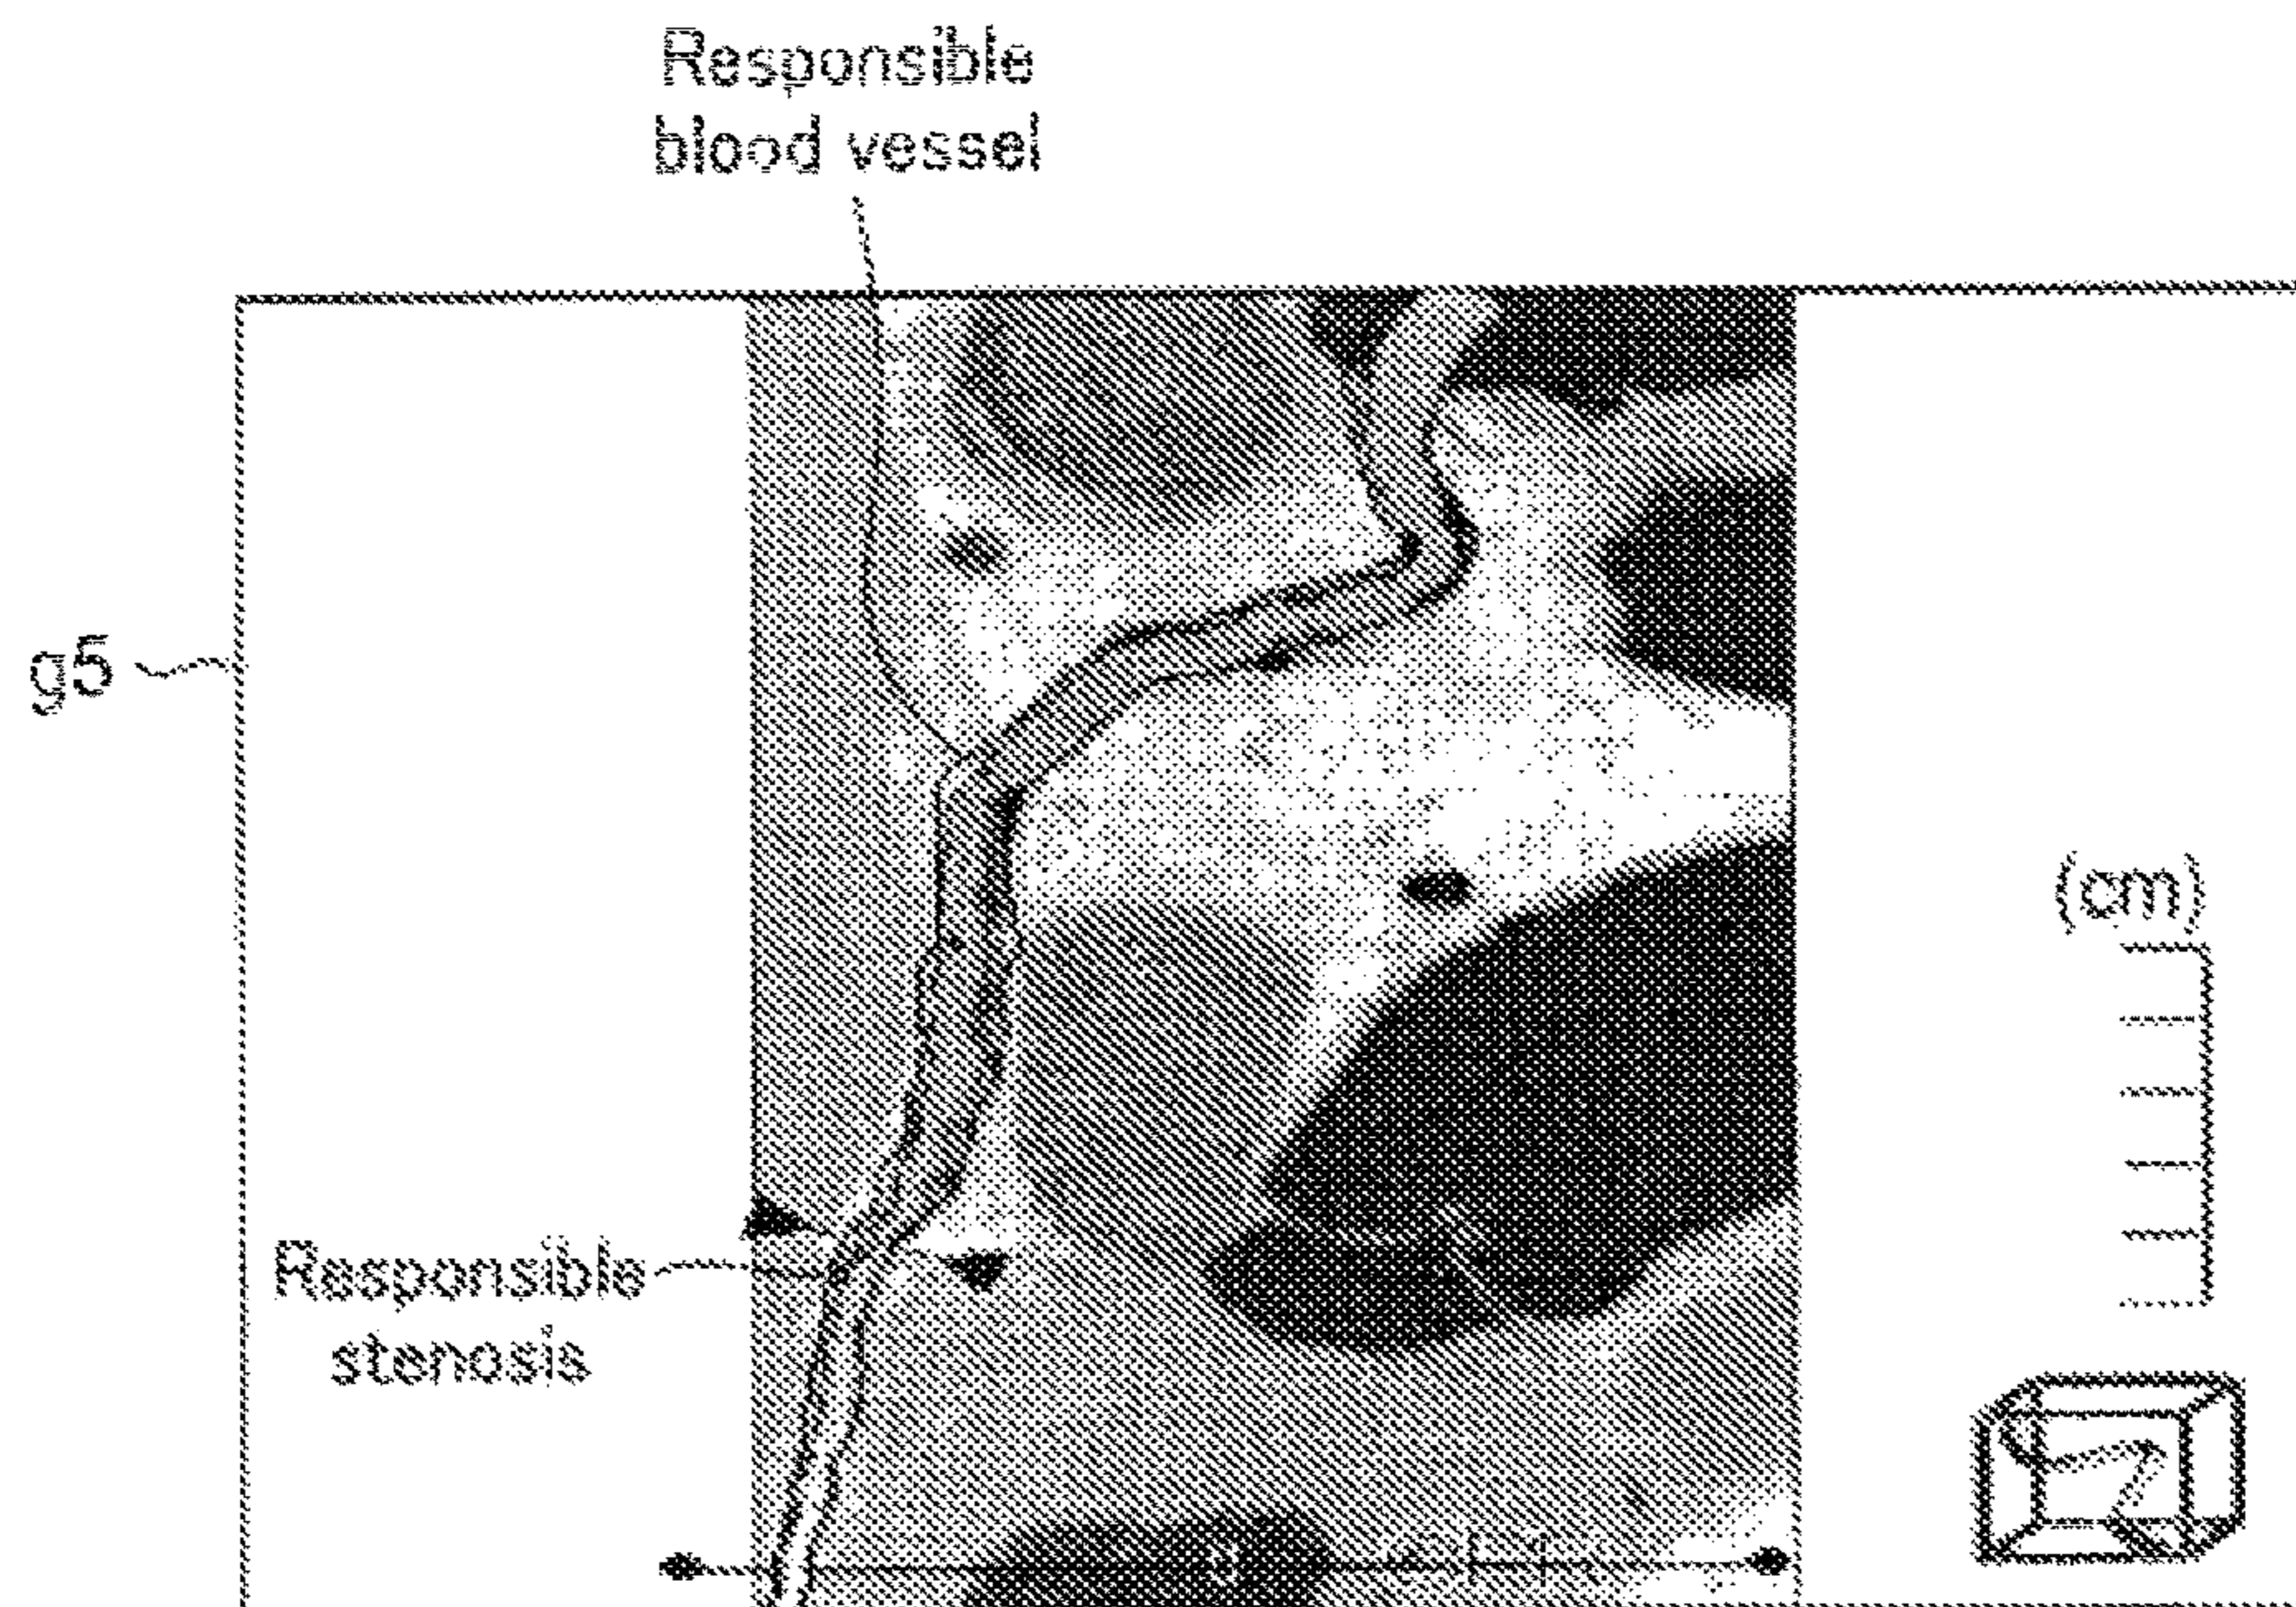 Responsible
blood vessel
g5
(cm)
Responsible
stenosis